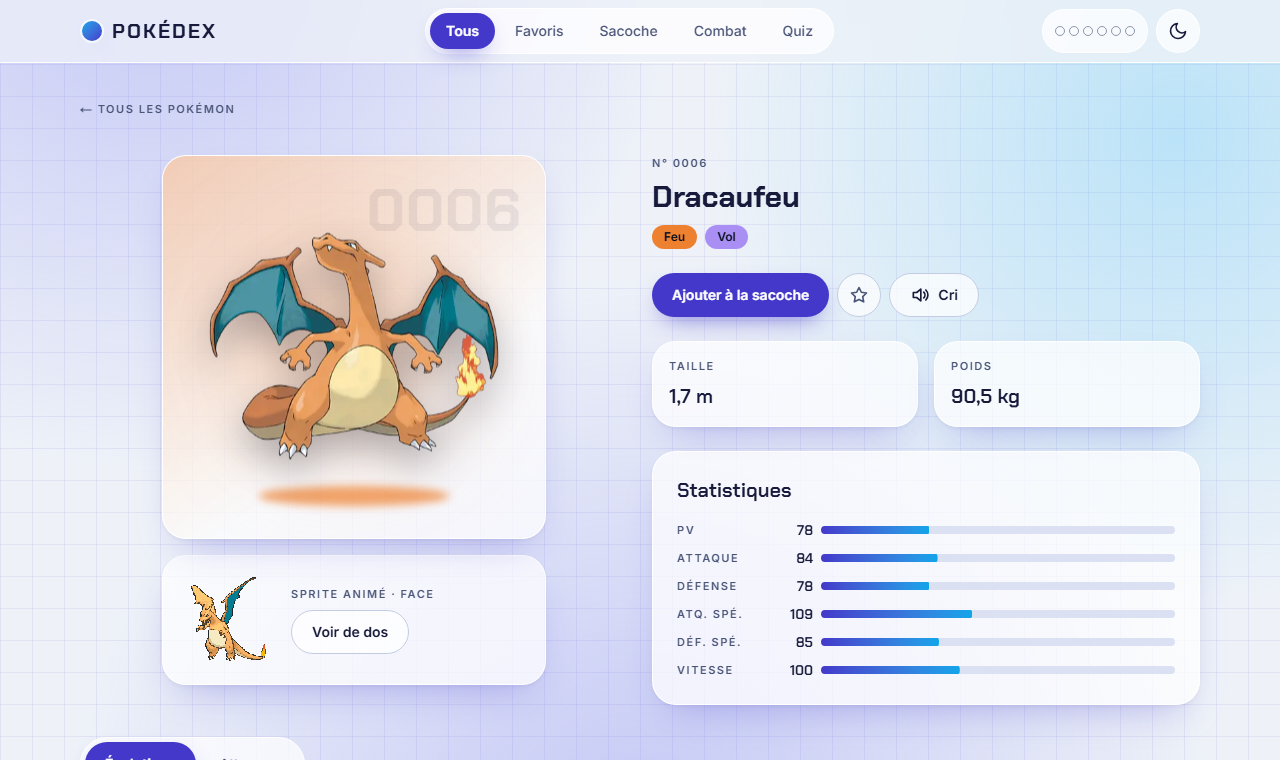 POKÉDEX
Tous
Favoris
Sacoche
Combat
Quiz
← TOUS LES POKÉMON
0006
N° 0006
Dracaufeu
Feu
Vol
Ajouter à la sacoche
Cri
TAILLE
1,7 m
POIDS
90,5 kg
Statistiques
PV 78
ATTAQUE 84
DÉFENSE 78
ATQ. SPÉ. 109
DÉF. SPÉ. 85
VITESSE 100
SPRITE ANIMÉ · FACE
Voir de dos